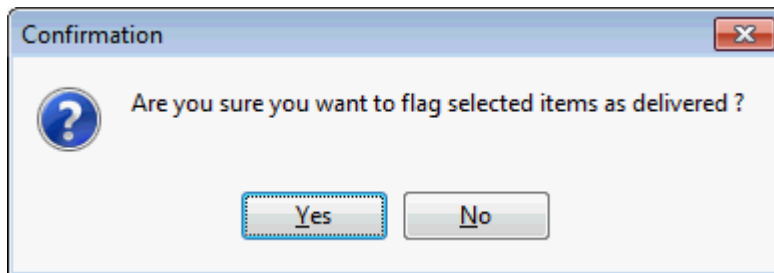 Confirmation
Are you sure you want to flag selected items as delivered ?
Yes No